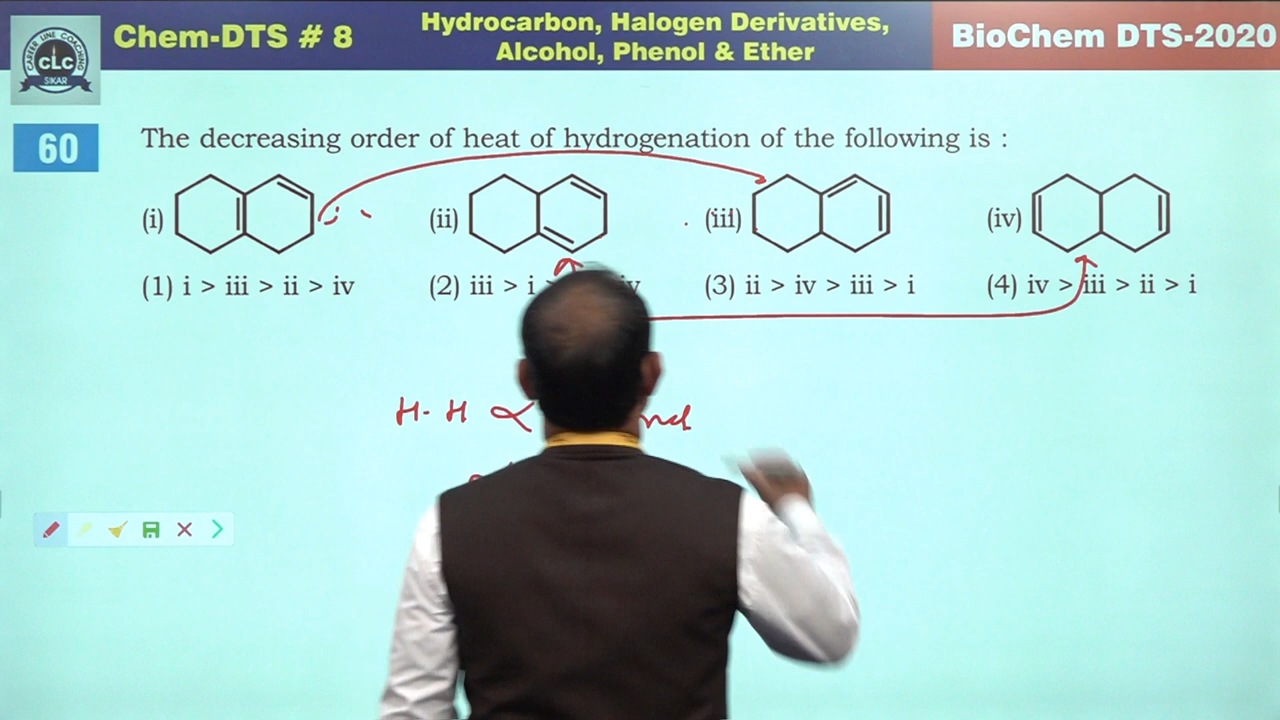 CAREER LINE COACHING
CLC
SIKAR
Chem-DTS # 8
Hydrocarbon, Halogen Derivatives,
Alcohol, Phenol & Ether
BioChem DTS-2020
60
The decreasing order of heat of hydrogenation of the following is :
(i) (ii) (iii) (iv)
(1) i > iii > ii > iv (2) iii > i > iv (3) ii > iv > iii > i (4) iv > iii > ii > i
H. H ∝